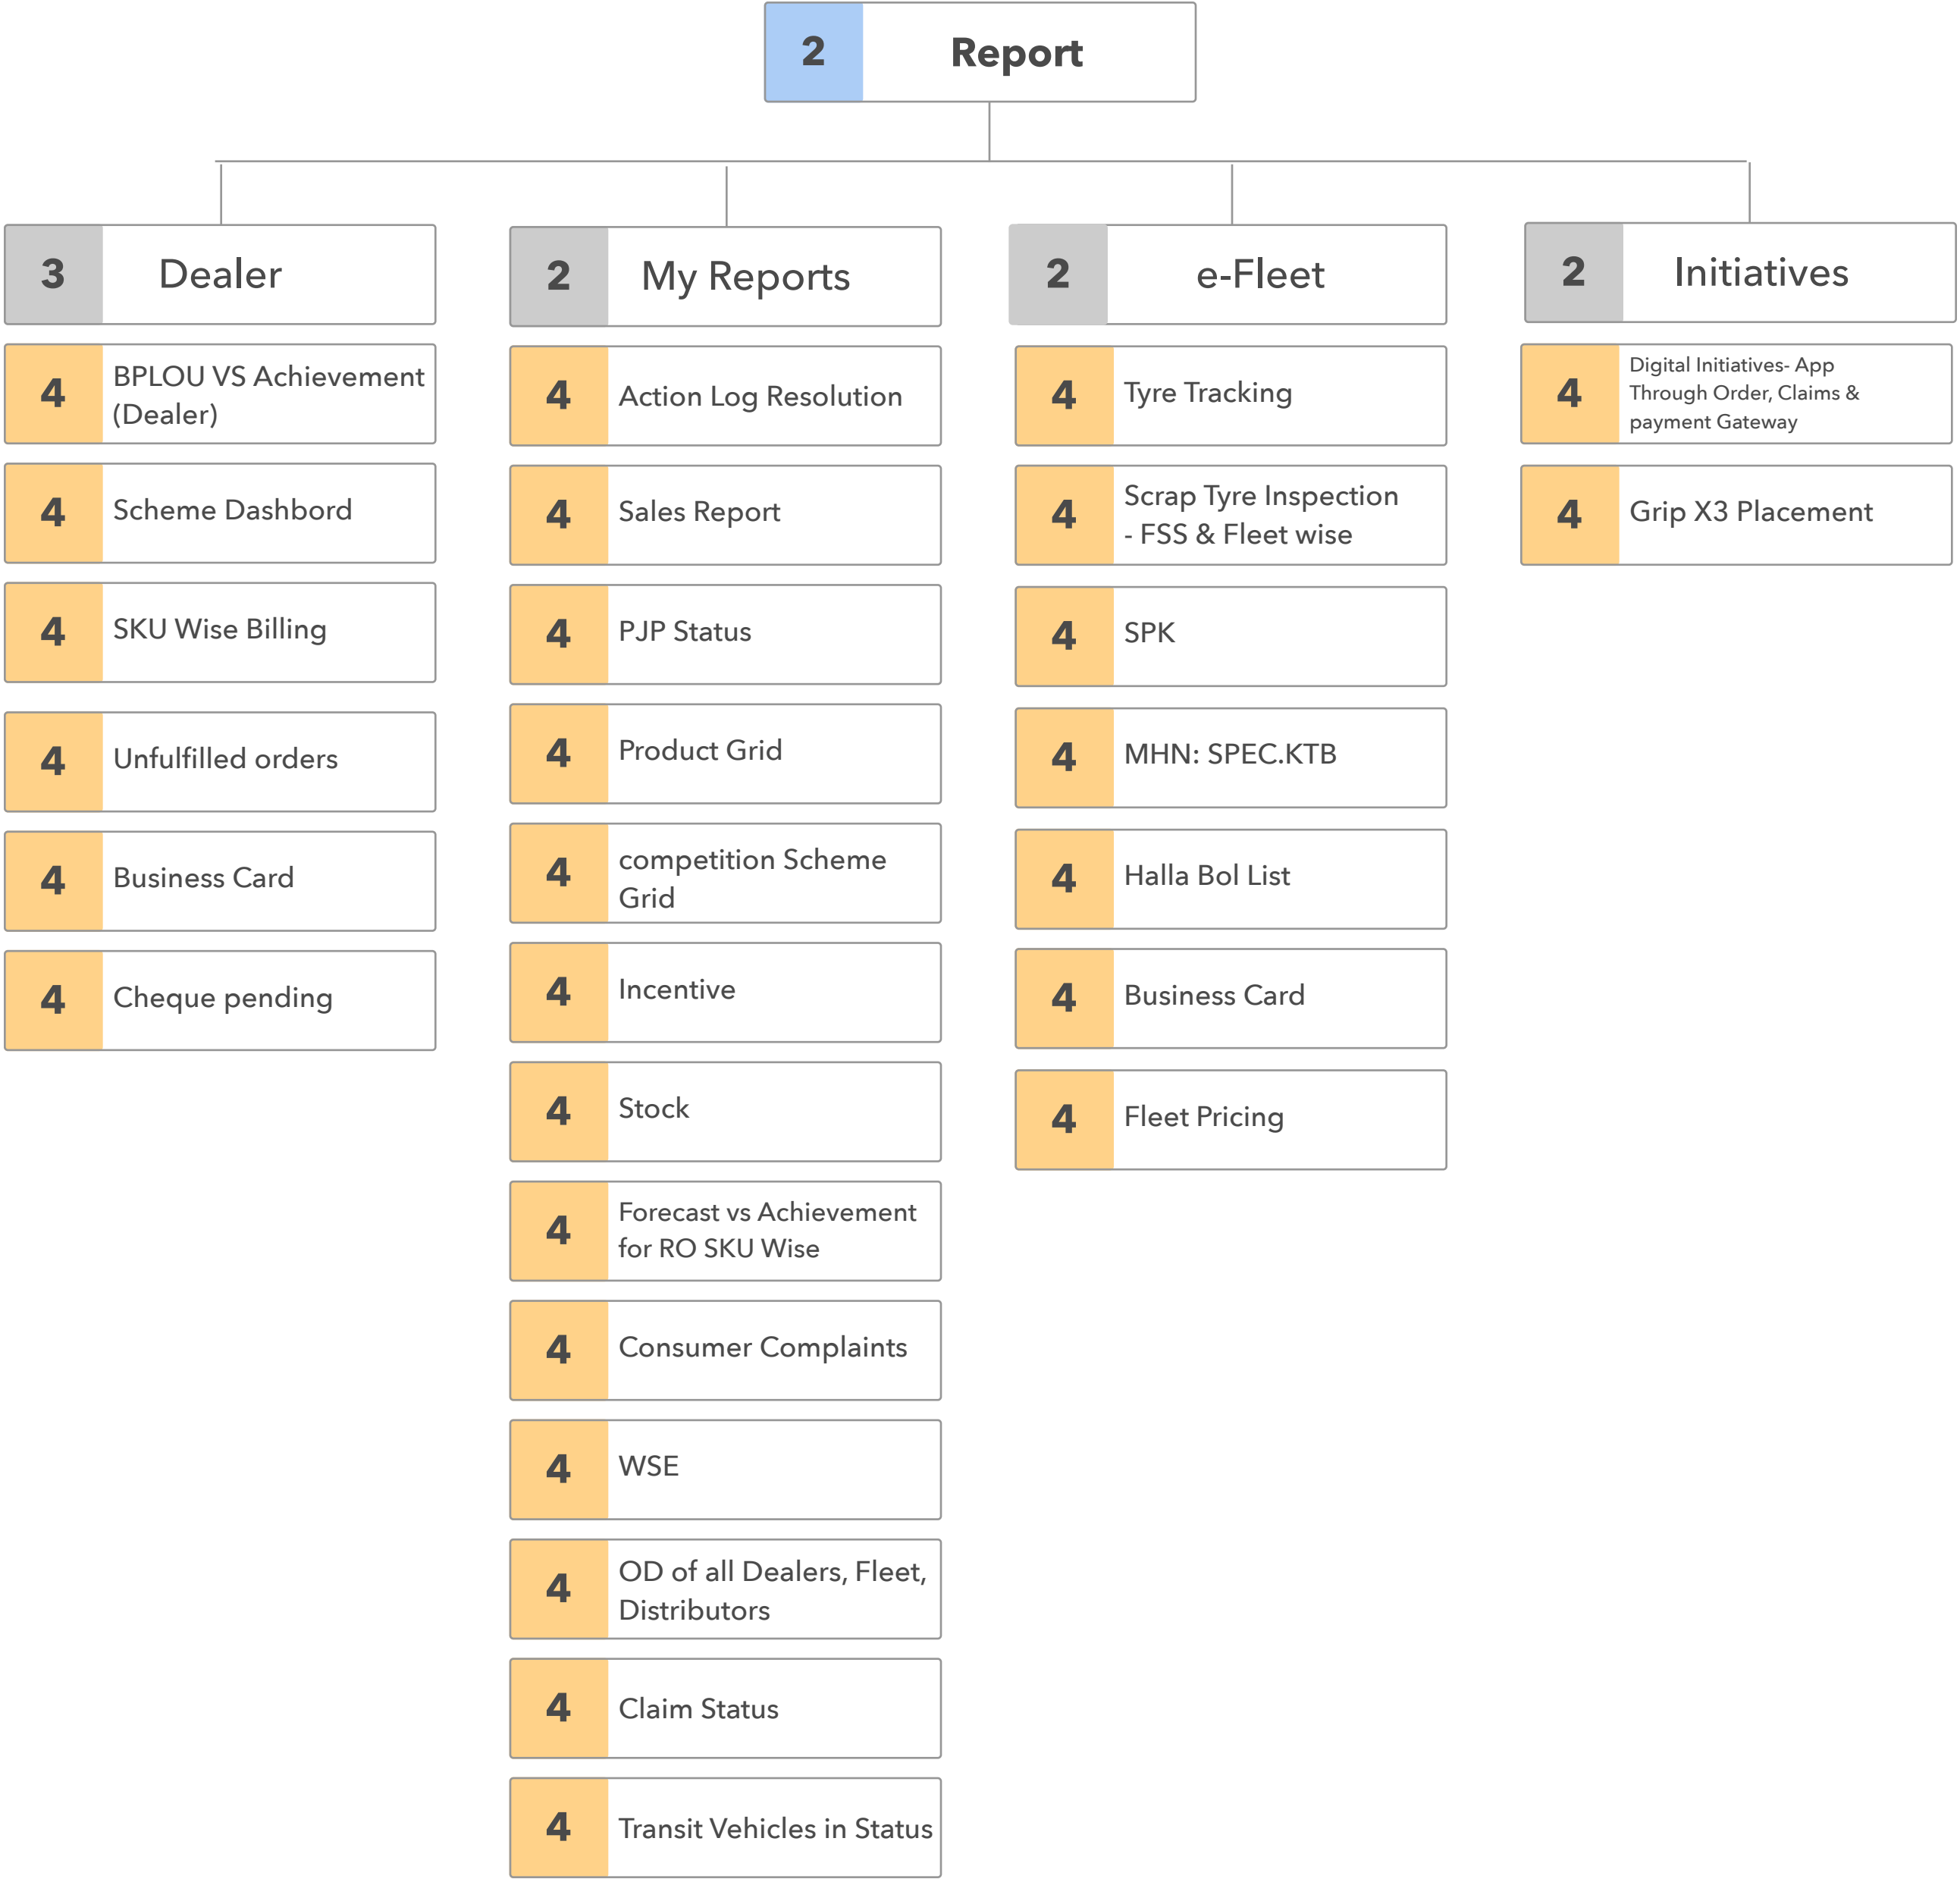 2
Report
3
Dealer
4
BPLOU VS Achievement
(Dealer)
4
Scheme Dashbord
4
SKU Wise Billing
4
Unfulfilled orders
4
Business Card
4
Cheque pending
2
My Reports
4
Action Log Resolution
4
Sales Report
4
PJP Status
4
Product Grid
4
competition Scheme
Grid
4
Incentive
4
Stock
4
Forecast vs Achievement
for RO SKU Wise
4
Consumer Complaints
4
WSE
4
OD of all Dealers, Fleet,
Distributors
4
Claim Status
4
Transit Vehicles in Status
2
e-Fleet
4
Tyre Tracking
4
Scrap Tyre Inspection
- FSS & Fleet wise
4
SPK
4
MHN: SPEC.KTB
4
Halla Bol List
4
Business Card
4
Fleet Pricing
2
Initiatives
4
Digital Initiatives- App
Through Order, Claims &
payment Gateway
4
Grip X3 Placement